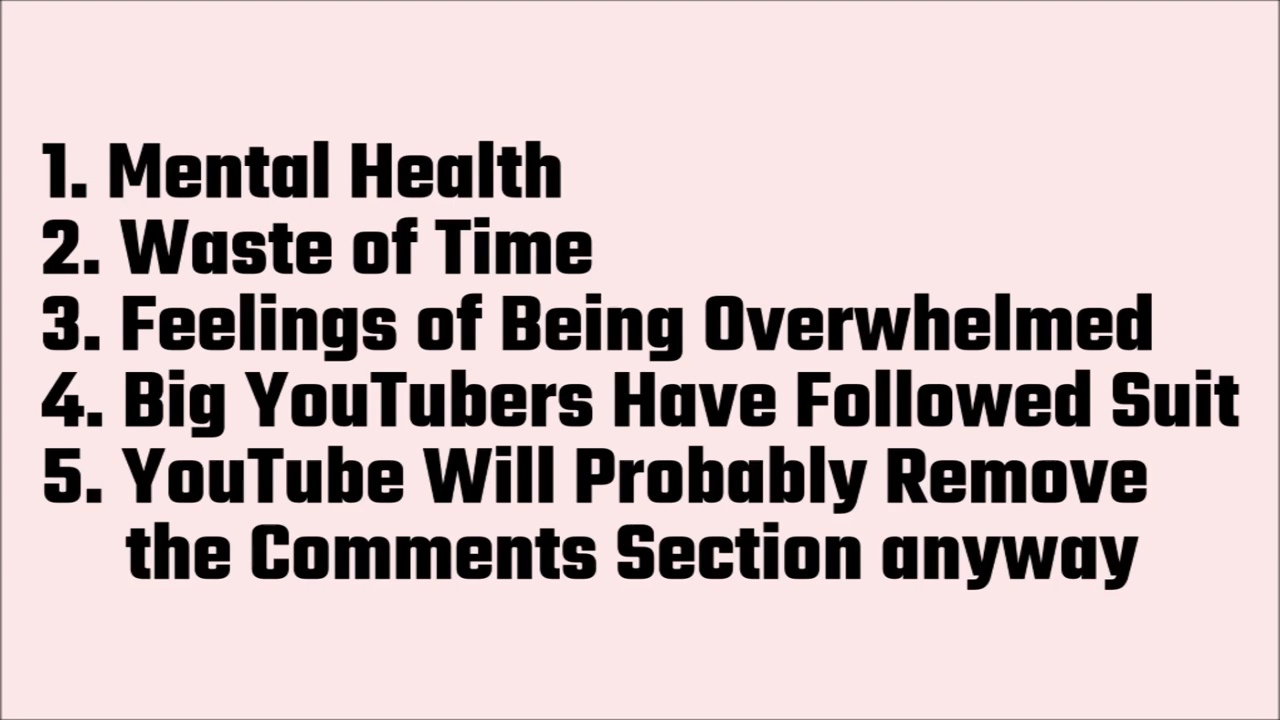 1. Mental Health
2. Waste of Time
3. Feelings of Being Overwhelmed
4. Big YouTubers Have Followed Suit
5. YouTube Will Probably Remove
the Comments Section anyway